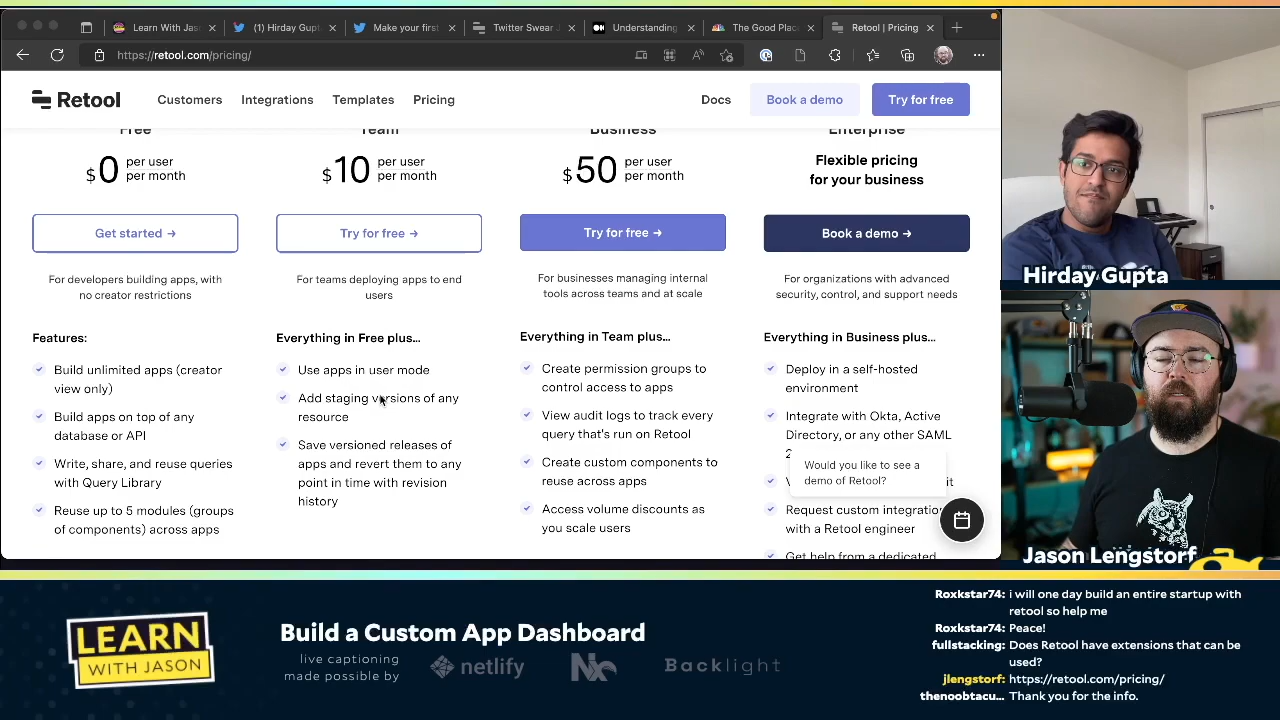 Learn With Jas
(1) Hirday Gupt
Make your first
Twitter Swear J
Understanding
The Good Plac
Retool | Pricing
https://retool.com/pricing/
Retool
Customers
Integrations
Templates
Pricing
Docs
Book a demo
Try for free
Free
$0 per user
per month
Get started →
For developers building apps, with
no creator restrictions
Features:
Build unlimited apps (creator
view only)
Build apps on top of any
database or API
Write, share, and reuse queries
with Query Library
Reuse up to 5 modules (groups
of components) across apps
Team
$10 per user
per month
Try for free →
For teams deploying apps to end
users
Everything in Free plus...
Use apps in user mode
Add staging versions of any
resource
Save versioned releases of
apps and revert them to any
point in time with revision
history
Business
$50 per user
per month
Try for free →
For businesses managing internal
tools across teams and at scale
Everything in Team plus...
Create permission groups to
control access to apps
View audit logs to track every
query that's run on Retool
Create custom components to
reuse across apps
Access volume discounts as
you scale users
Enterprise
Flexible pricing
for your business
Book a demo →
For organizations with advanced
security, control, and support needs
Everything in Business plus...
Deploy in a self-hosted
environment
Integrate with Okta, Active
Directory, or any other SAML
Would you like to see a
demo of Retool?
Request custom integration
with a Retool engineer
Get help from a dedicated
Hirday Gupta
Jason Lengstorf
LEARN
WITH JASON
Build a Custom App Dashboard
live captioning
made possible by
netlify
Nx
Backlight
Roxkstar74: i will one day build an entire startup with
retool so help me
Roxkstar74: Peace!
fullstacking: Does Retool have extensions that can be
used?
jlengstorf: https://retool.com/pricing/
thenoobtacu... Thank you for the info.